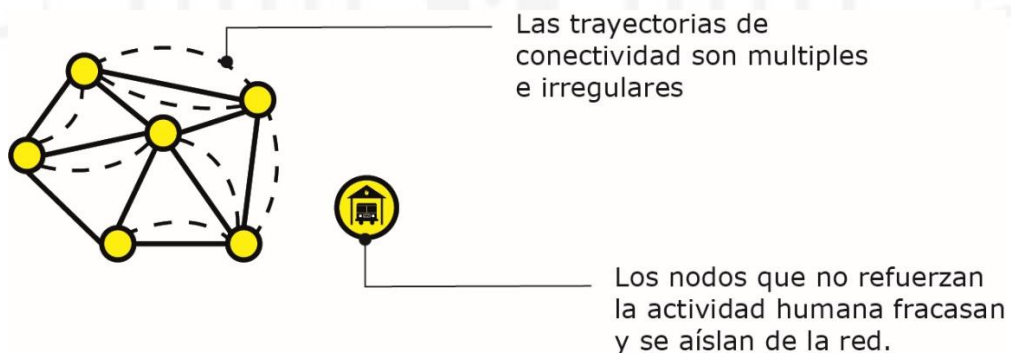 Las trayectorias de
conectividad son multiples
e irregulares
Los nodos que no refuerzan
la actividad humana fracasan
y se aíslan de la red.